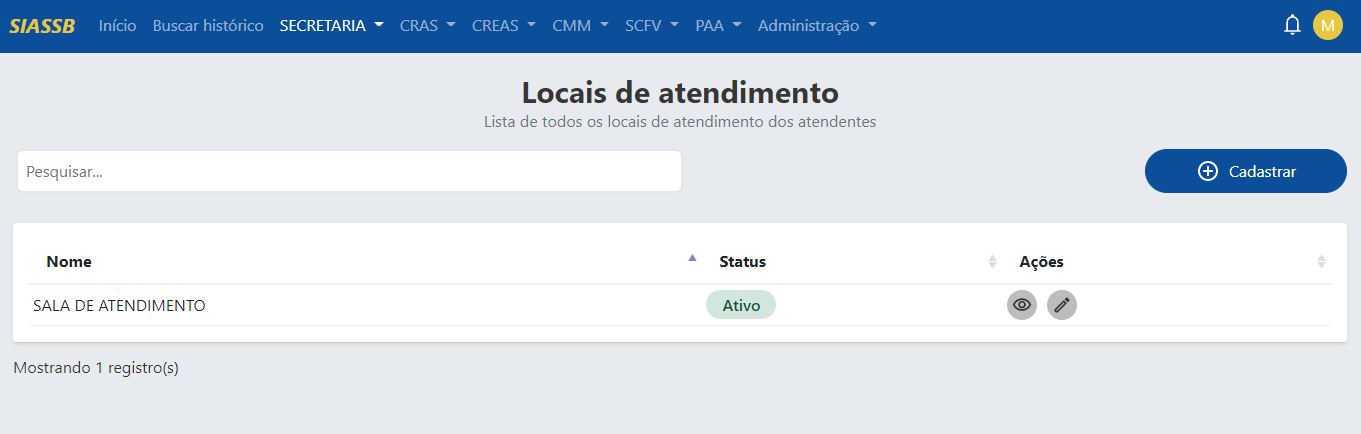 SIASSB Início Buscar histórico SECRETARIA CRAS CREAS CMM SCFV PAA Administração M
Locais de atendimento
Lista de todos os locais de atendimento dos atendentes
Pesquisar... Cadastrar
Nome Status Ações
SALA DE ATENDIMENTO Ativo
Mostrando 1 registro(s)